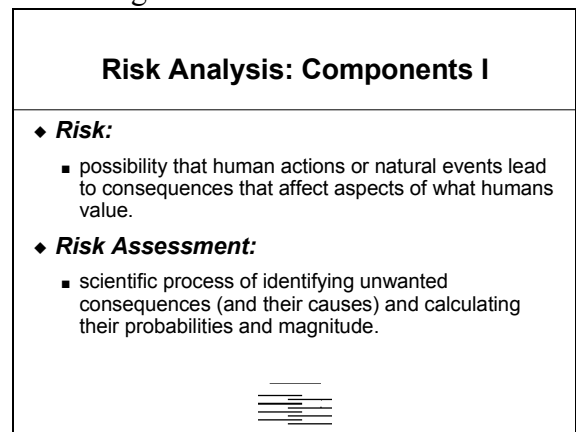 Risk Analysis: Components I
◆ Risk:
■ possibility that human actions or natural events lead
to consequences that affect aspects of what humans
value.
◆ Risk Assessment:
■ scientific process of identifying unwanted
consequences (and their causes) and calculating
their probabilities and magnitude.